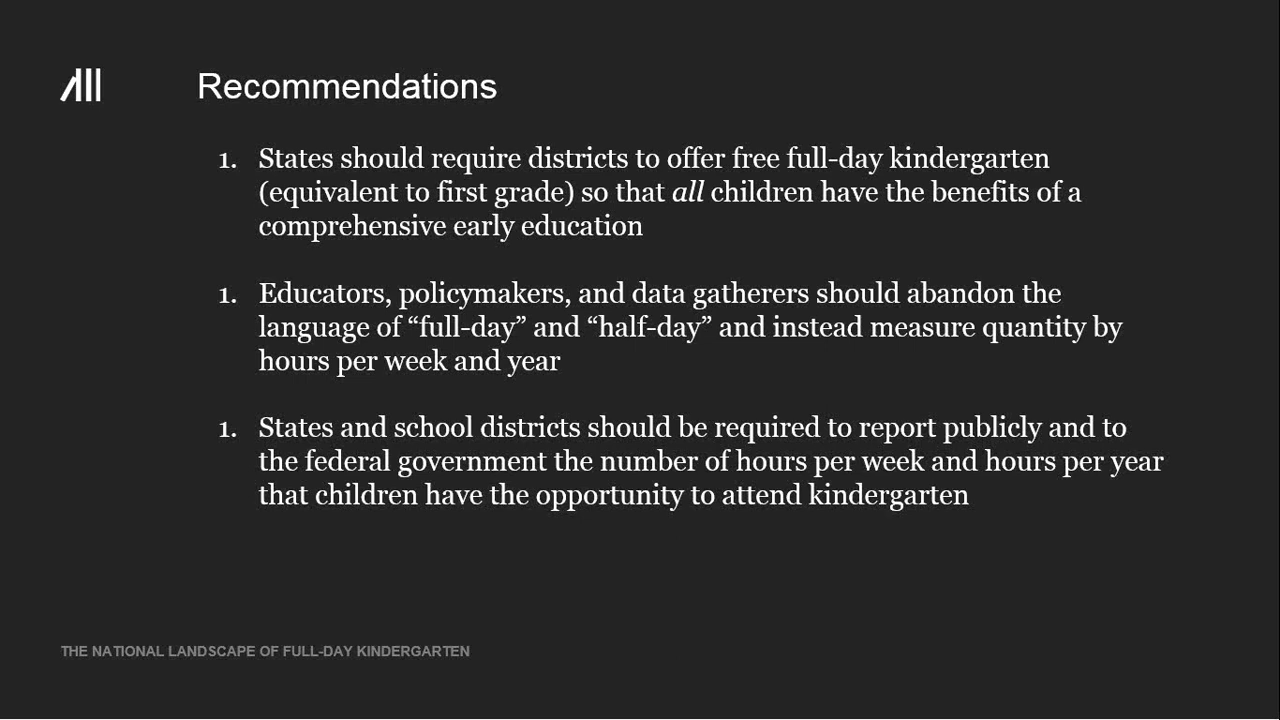 Recommendations
1. States should require districts to offer free full-day kindergarten
(equivalent to first grade) so that all children have the benefits of a
comprehensive early education
1. Educators, policymakers, and data gatherers should abandon the
language of “full-day” and “half-day” and instead measure quantity by
hours per week and year
1. States and school districts should be required to report publicly and to
the federal government the number of hours per week and hours per year
that children have the opportunity to attend kindergarten
THE NATIONAL LANDSCAPE OF FULL-DAY KINDERGARTEN